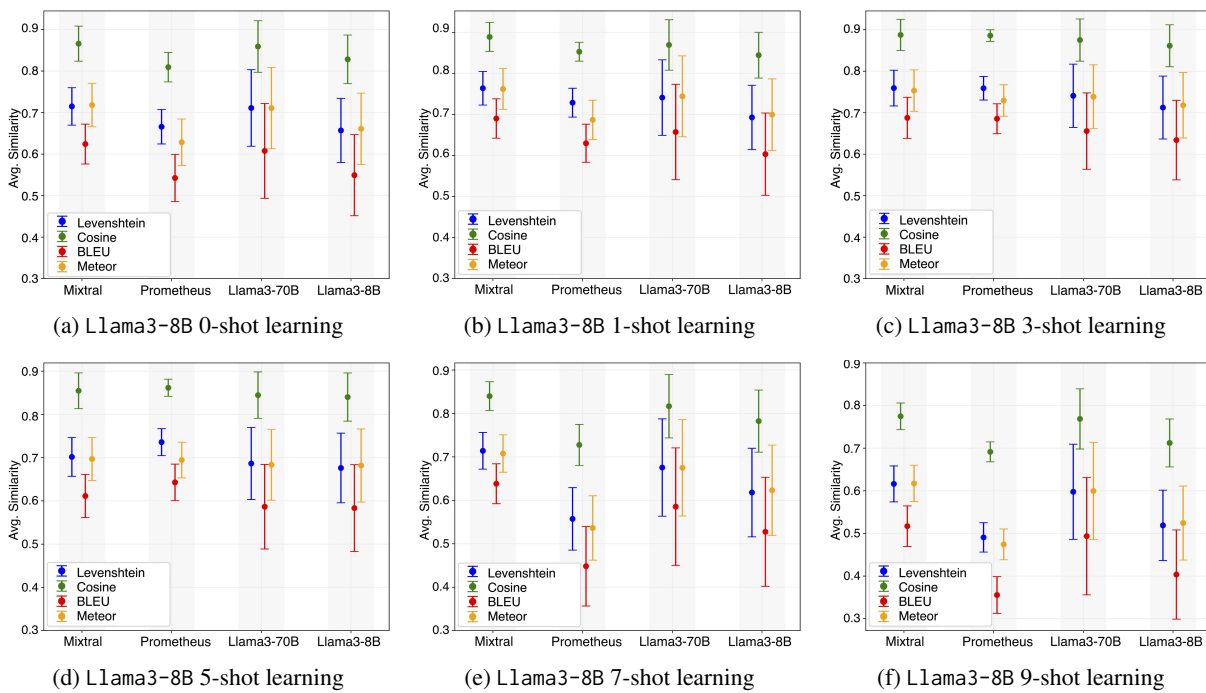 0.9
0.8
0.7
0.6
0.5
0.4
0.3
Avg. Similarity
Levenshtein
Cosine
BLEU
Meteor
Mixtral Prometheus Llama3-70B Llama3-8B
(a) Llama3-8B 0-shot learning
0.9
0.8
0.7
0.6
0.5
0.4
0.3
Avg. Similarity
Levenshtein
Cosine
BLEU
Meteor
Mixtral Prometheus Llama3-70B Llama3-8B
(b) Llama3-8B 1-shot learning
0.9
0.8
0.7
0.6
0.5
0.4
0.3
Avg. Similarity
Levenshtein
Cosine
BLEU
Meteor
Mixtral Prometheus Llama3-70B Llama3-8B
(c) Llama3-8B 3-shot learning
0.9
0.8
0.7
0.6
0.5
0.4
0.3
Avg. Similarity
Levenshtein
Cosine
BLEU
Meteor
Mixtral Prometheus Llama3-70B Llama3-8B
(d) Llama3-8B 5-shot learning
0.9
0.8
0.7
0.6
0.5
0.4
0.3
Avg. Similarity
Levenshtein
Cosine
BLEU
Meteor
Mixtral Prometheus Llama3-70B Llama3-8B
(e) Llama3-8B 7-shot learning
0.9
0.8
0.7
0.6
0.5
0.4
0.3
Avg. Similarity
Levenshtein
Cosine
BLEU
Meteor
Mixtral Prometheus Llama3-70B Llama3-8B
(f) Llama3-8B 9-shot learning